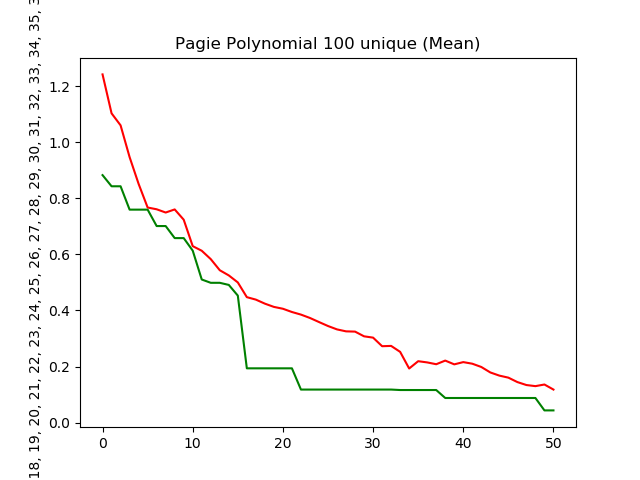 Pagie Polynomial 100 unique (Mean)
18, 19, 20, 21, 22, 23, 24, 25, 26, 27, 28, 29, 30, 31, 32, 33, 34, 35,
1.2
1.0
0.8
0.6
0.4
0.2
0.0
0 10 20 30 40 50